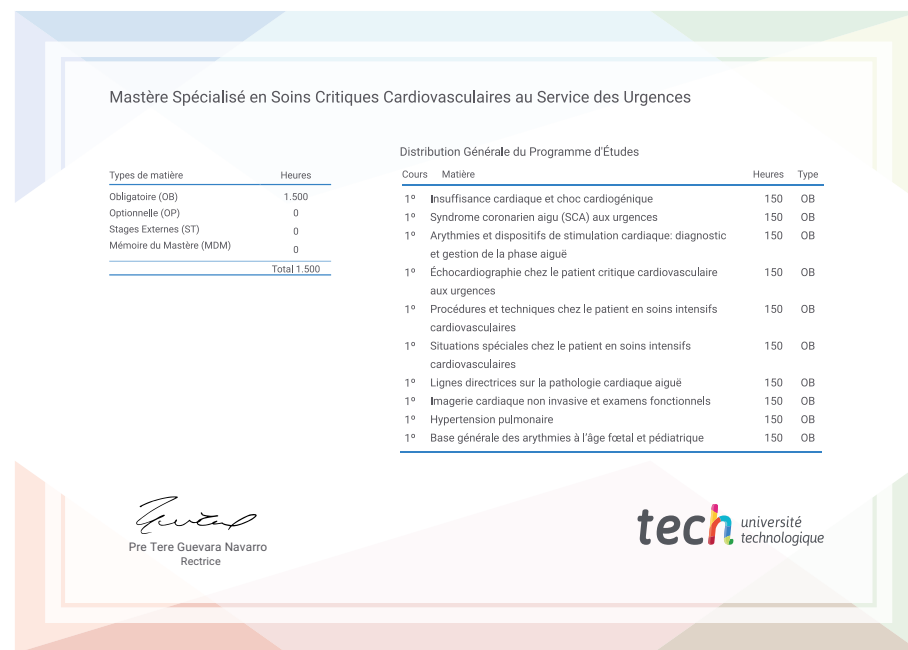 Mastère Spécialisé en Soins Critiques Cardiovasculaires au Service des Urgences
Types de matière Heures
Obligatoire (OB) 1.500
Optionnelle (OP) 0
Stages Externes (ST) 0
Mémoire du Mastère (MDM) 0
Total 1.500
Distribution Générale du Programme d'Études
Cours Matière Heures Type
1º Insuffisance cardiaque et choc cardiogénique 150 OB
1º Syndrome coronarien aigu (SCA) aux urgences 150 OB
1º Arythmies et dispositifs de stimulation cardiaque: diagnostic 150 OB
et gestion de la phase aiguë
1º Échocardiographie chez le patient critique cardiovasculaire 150 OB
aux urgences
1º Procédures et techniques chez le patient en soins intensifs 150 OB
cardiovasculaires
1º Situations spéciales chez le patient en soins intensifs 150 OB
cardiovasculaires
1º Lignes directrices sur la pathologie cardiaque aiguë 150 OB
1º Imagerie cardiaque non invasive et examens fonctionnels 150 OB
1º Hypertension pulmonaire 150 OB
1º Base générale des arythmies à l'âge fœtal et pédiatrique 150 OB
Pre Tere Guevara Navarro
Rectrice
tech université
technologique